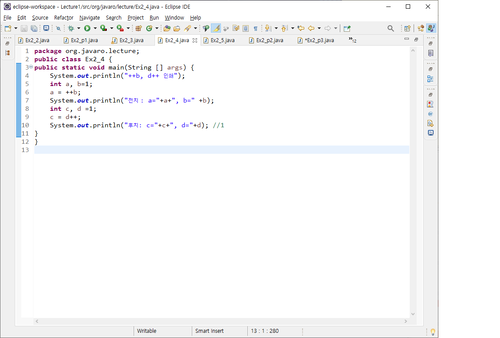 eclipse-workspace - Lecture1/src/org/javaro/lecture/Ex2_4.java - Eclipse IDE
File Edit Source Refactor Navigate Search Project Run Window Help
Ex2_2.java Ex2_p1.java Ex2_3.java Ex2_4.java Ex2_5.java Ex2_p2.java *Ex2_p3.java
1 package org.javaro.lecture;
2 public class Ex2_4 {
3 public static void main(String [] args) {
4 System.out.println("++b, d++");
5 int a, b=1;
6 a = ++b;
7 System.out.println("전치 : a="+a+", b=" +b);
8 int c, d =1;
9 c = d++;
10 System.out.println("후치: c="+c+", d="+d); //1
11 }
12 }
13
Writable Smart Insert 13 : 1 : 280